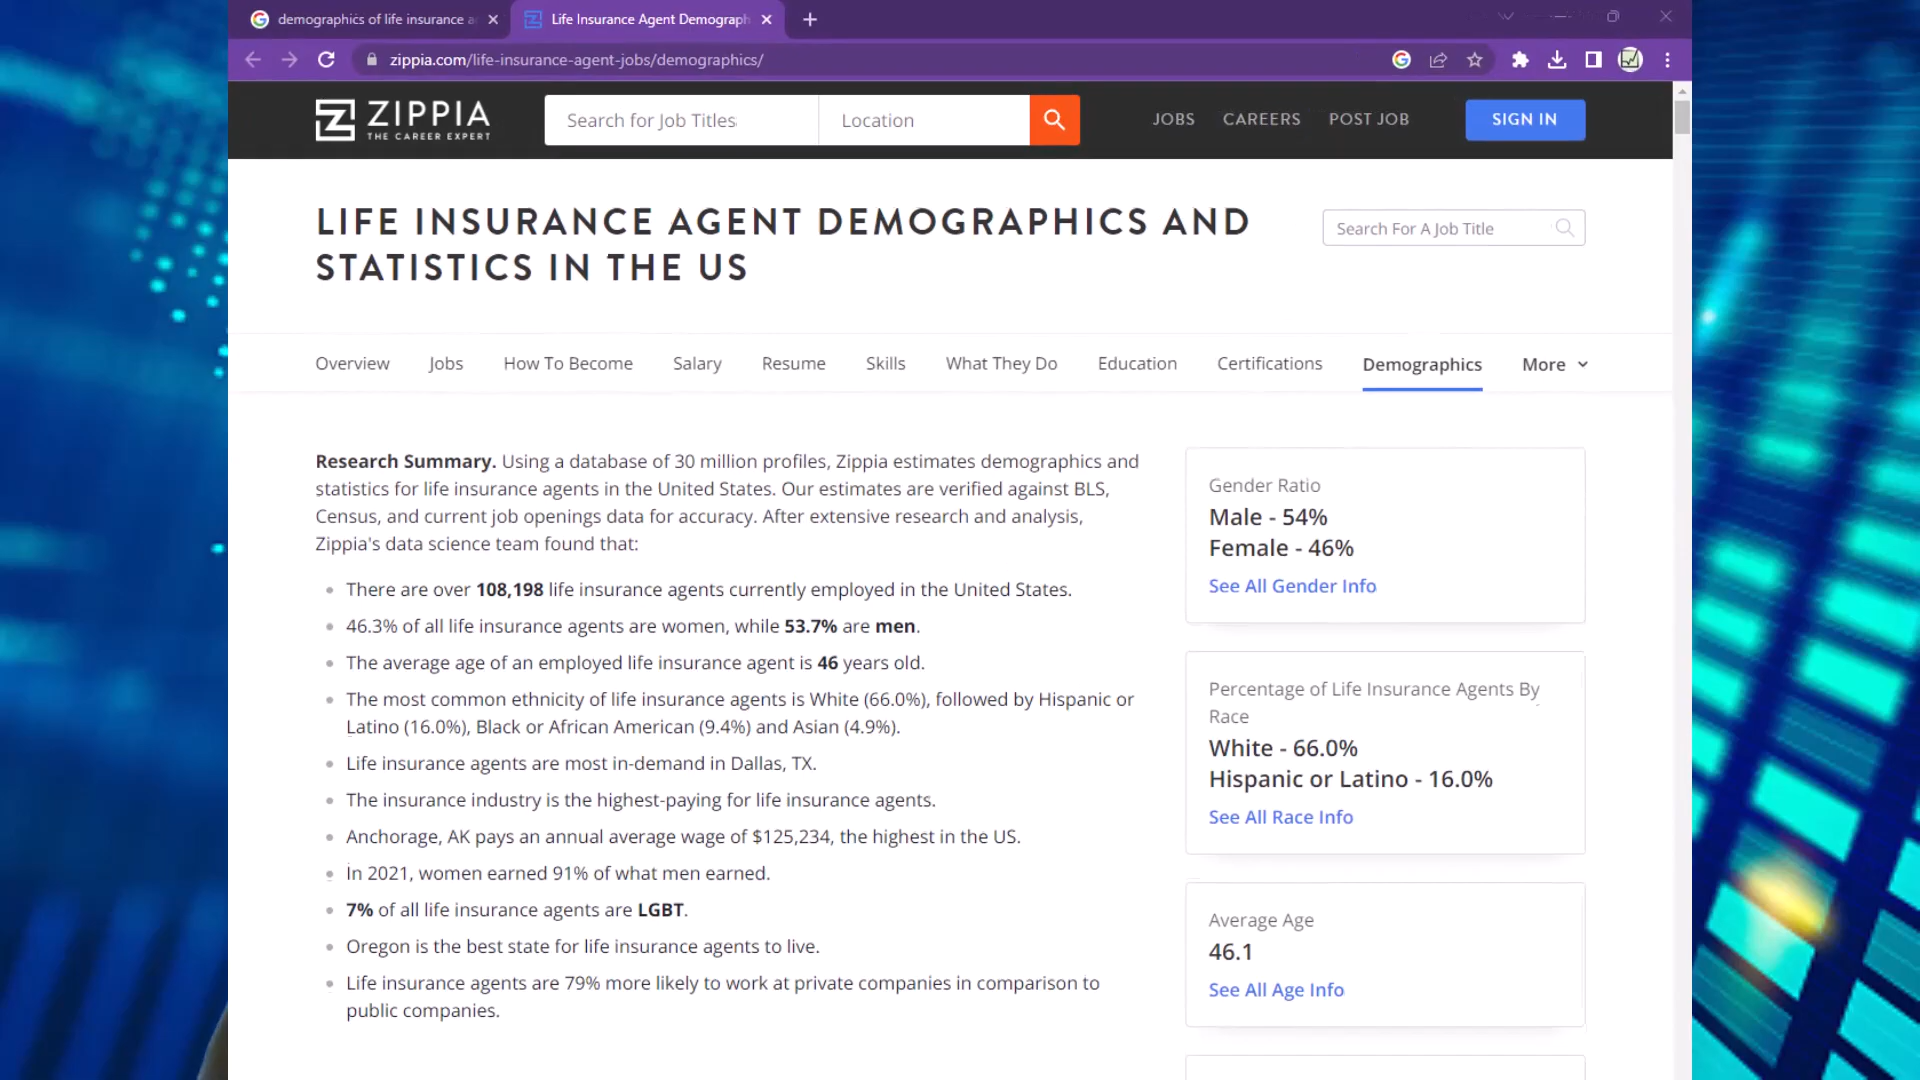 demographics of life insurance a
Life Insurance Agent Demograph
zippia.com/life-insurance-agent-jobs/demographics/
ZIPPIA
THE CAREER EXPERT
Search for Job Titles
Location
JOBS
CAREERS
POST JOB
SIGN IN
LIFE INSURANCE AGENT DEMOGRAPHICS AND
STATISTICS IN THE US
Search For A Job Title
Overview
Jobs
How To Become
Salary
Resume
Skills
What They Do
Education
Certifications
Demographics
More
Research Summary. Using a database of 30 million profiles, Zippia estimates demographics and
statistics for life insurance agents in the United States. Our estimates are verified against BLS,
Census, and current job openings data for accuracy. After extensive research and analysis,
Zippia's data science team found that:
There are over 108,198 life insurance agents currently employed in the United States.
46.3% of all life insurance agents are women, while 53.7% are men.
The average age of an employed life insurance agent is 46 years old.
The most common ethnicity of life insurance agents is White (66.0%), followed by Hispanic or
Latino (16.0%), Black or African American (9.4%) and Asian (4.9%).
Life insurance agents are most in-demand in Dallas, TX.
The insurance industry is the highest-paying for life insurance agents.
Anchorage, AK pays an annual average wage of $125,234, the highest in the US.
In 2021, women earned 91% of what men earned.
7% of all life insurance agents are LGBT.
Oregon is the best state for life insurance agents to live.
Life insurance agents are 79% more likely to work at private companies in comparison to
public companies.
Gender Ratio
Male - 54%
Female - 46%
See All Gender Info
Percentage of Life Insurance Agents By
Race
White - 66.0%
Hispanic or Latino - 16.0%
See All Race Info
Average Age
46.1
See All Age Info